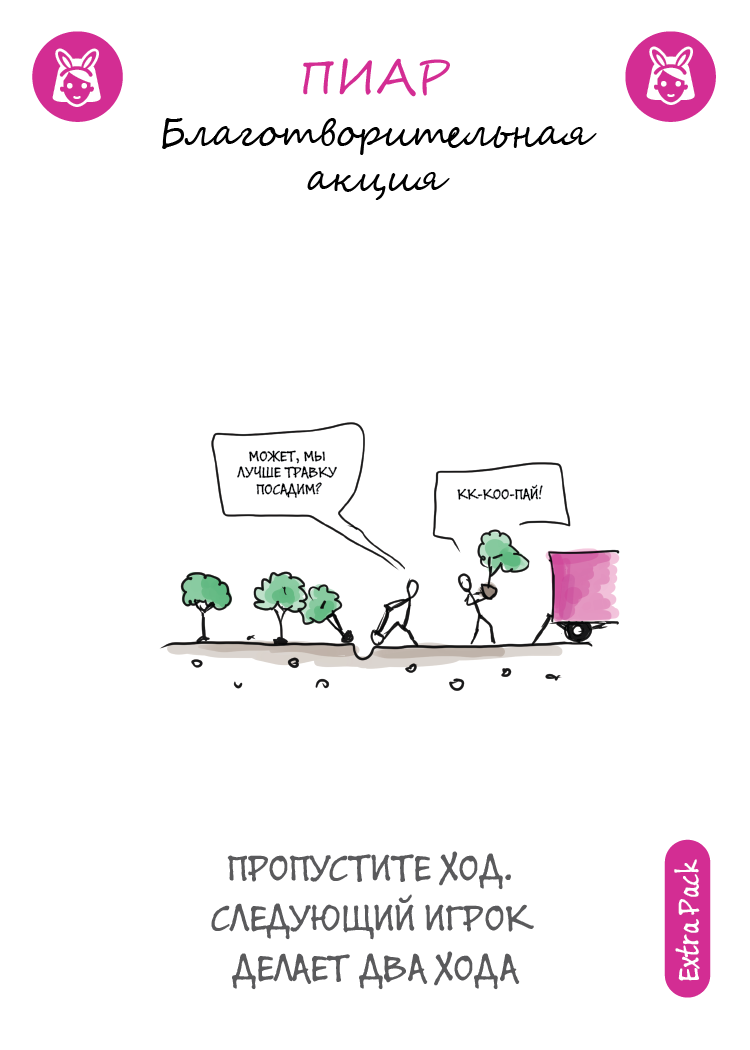 ПИАР
Благотворительная
акция
МОЖЕТ, МЫ
ЛУЧШЕ ТРАВКУ
ПОСАДИМ?
КК-КОО-ПАЙ!
ПРОПУСТИТЕ ХОД.
СЛЕДУЮЩИЙ ИГРОК
ДЕЛАЕТ ДВА ХОДА
Extra Pack